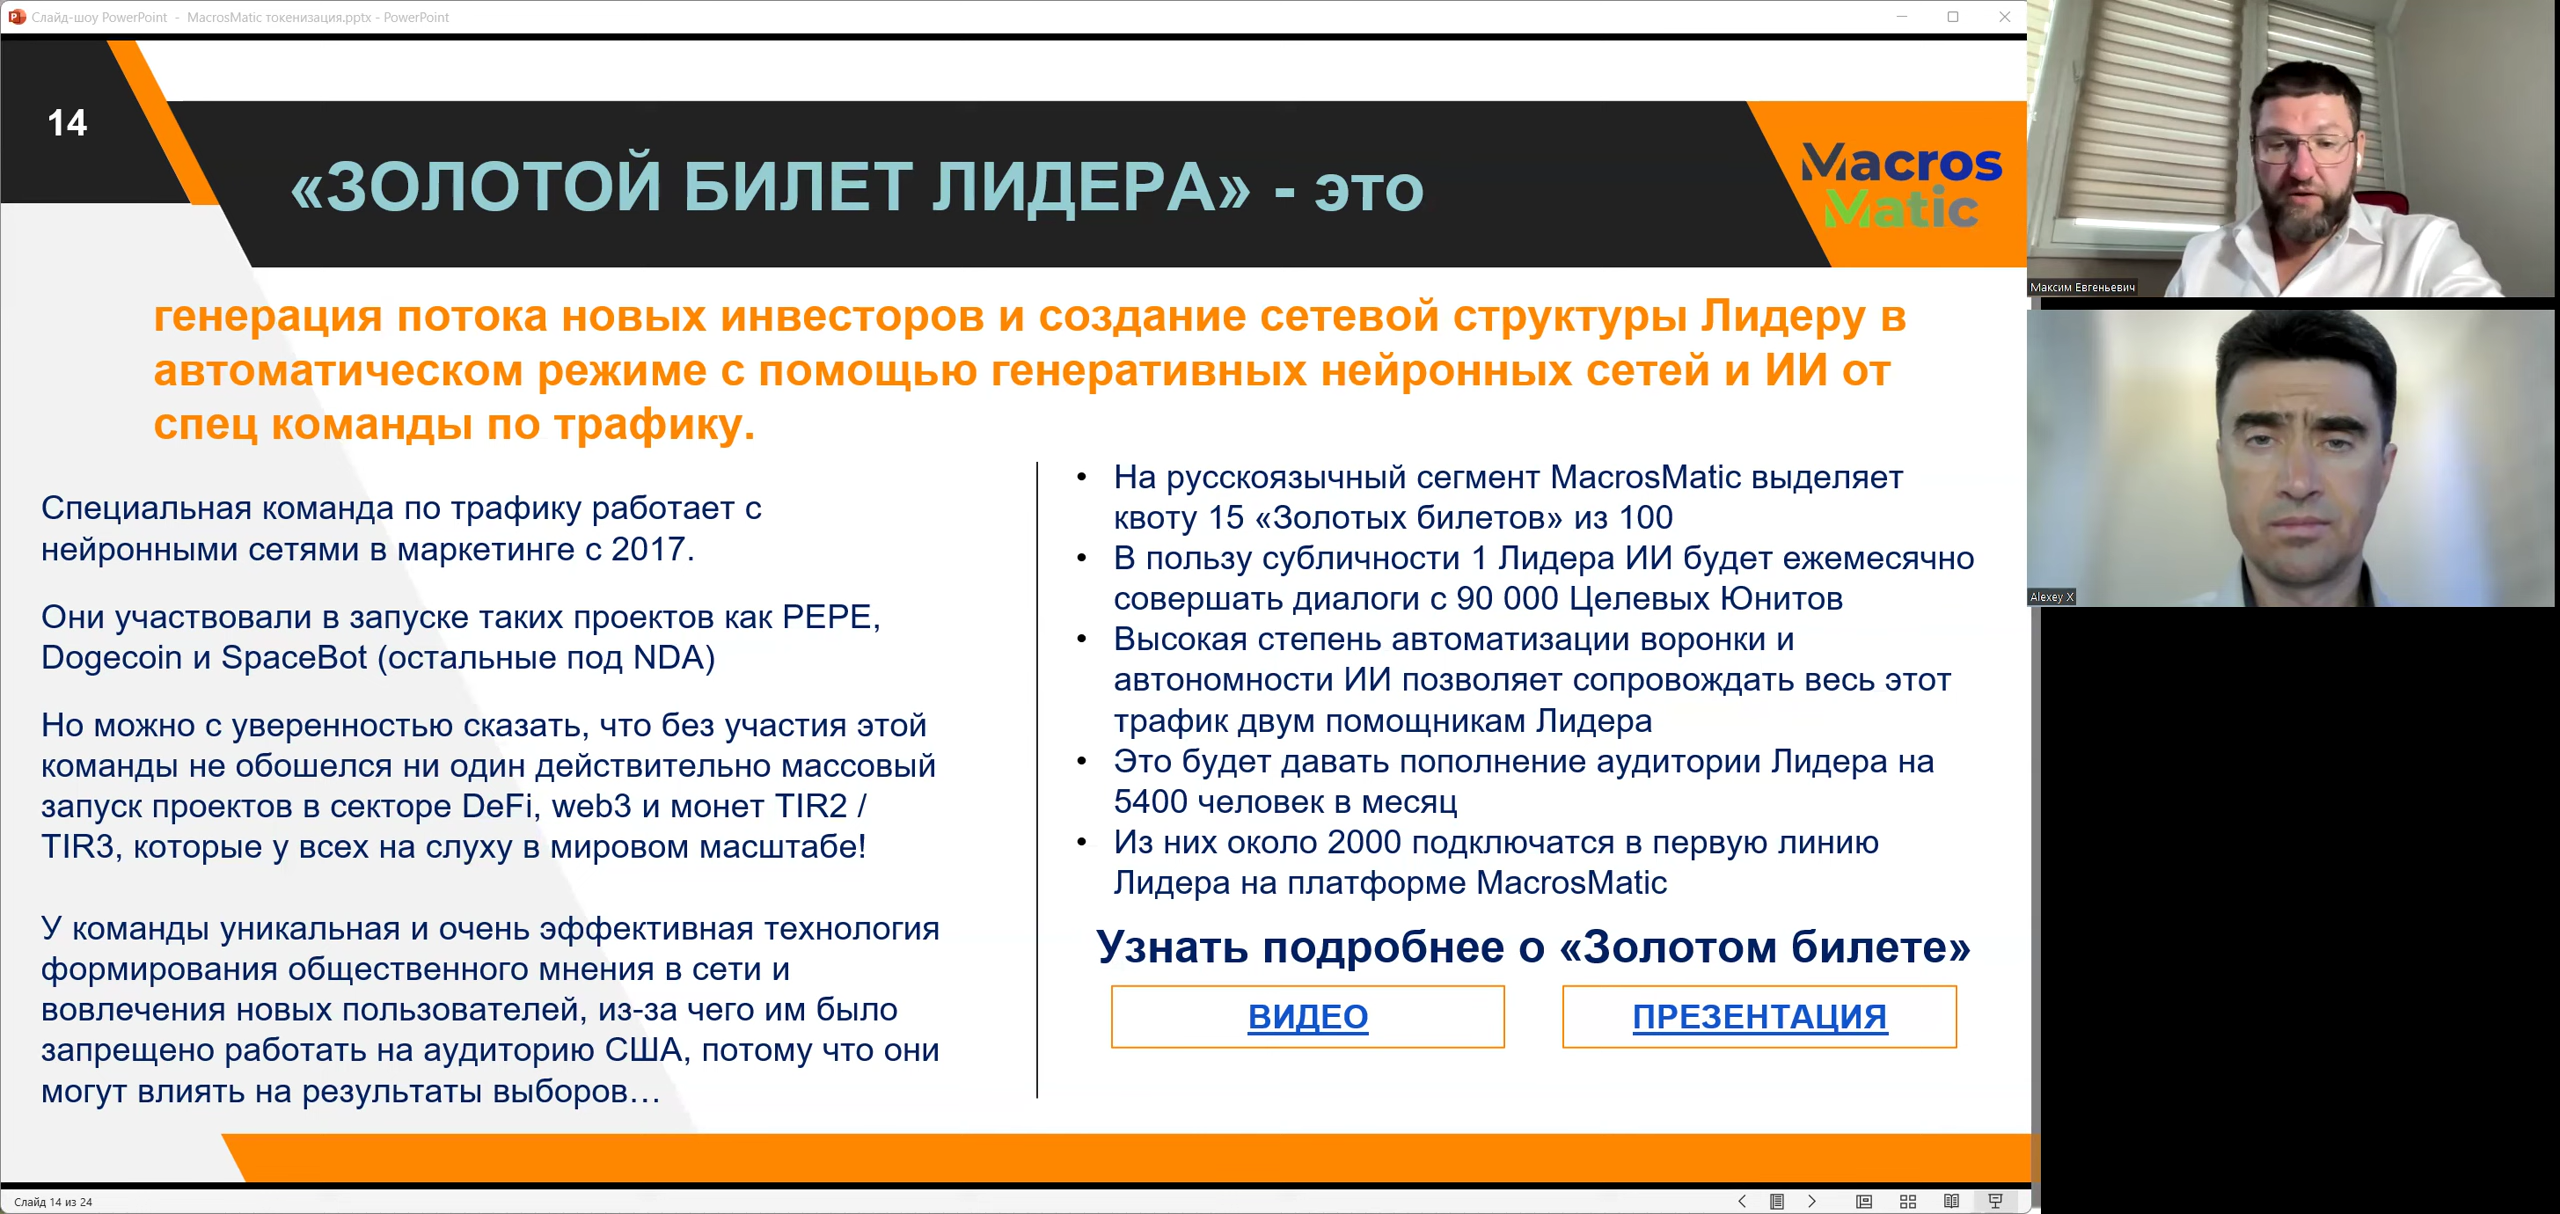 Слайд-шоу PowerPoint - MacrosMatic токенизация.pptx - PowerPoint
14
«ЗОЛОТОЙ БИЛЕТ ЛИДЕРА» - это
Macros
Matic
генерация потока новых инвесторов и создание сетевой структуры Лидеру в
автоматическом режиме с помощью генеративных нейронных сетей и ИИ от
спец команды по трафику.
Специальная команда по трафику работает с
нейронными сетями в маркетинге с 2017.
Они участвовали в запуске таких проектов как PEPE,
Dogecoin и SpaceBot (остальные под NDA)
Но можно с уверенностью сказать, что без участия этой
команды не обошелся ни один действительно массовый
запуск проектов в секторе DeFi, web3 и монет TIR2 /
TIR3, которые у всех на слуху в мировом масштабе!
У команды уникальная и очень эффективная технология
формирования общественного мнения в сети и
вовлечения новых пользователей, из-за чего им было
запрещено работать на аудиторию США, потому что они
могут влиять на результаты выборов…
• На русскоязычный сегмент MacrosMatic выделяет
квоту 15 «Золотых билетов» из 100
• В пользу субличности 1 Лидера ИИ будет ежемесячно
совершать диалоги с 90 000 Целевых Юнитов
• Высокая степень автоматизации воронки и
автономности ИИ позволяет сопровождать весь этот
трафик двум помощникам Лидера
• Это будет давать пополнение аудитории Лидера на
5400 человек в месяц
• Из них около 2000 подключатся в первую линию
Лидера на платформе MacrosMatic
Узнать подробнее о «Золотом билете»
ВИДЕО
ПРЕЗЕНТАЦИЯ
Слайд 14 из 24
Максим Евгеньевич
Alexey X